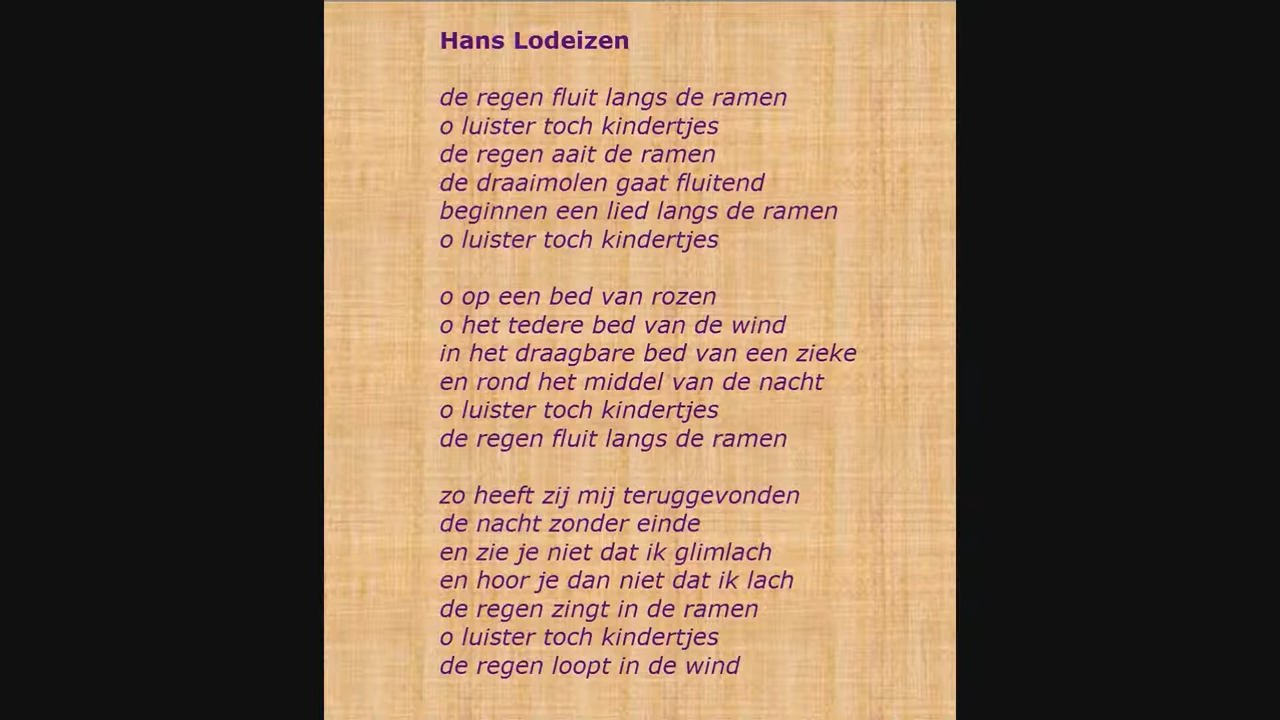 Hans Lodeizen
de regen fluit langs de ramen
o luister toch kindertjes
de regen aait de ramen
de draaimolen gaat fluitend
beginnen een lied langs de ramen
o luister toch kindertjes
o op een bed van rozen
o het tedere bed van de wind
in het draagbare bed van een zieke
en rond het middel van de nacht
o luister toch kindertjes
de regen fluit langs de ramen
zo heeft zij mij teruggevonden
de nacht zonder einde
en zie je niet dat ik glimlach
en hoor je dan niet dat ik lach
de regen zingt in de ramen
o luister toch kindertjes
de regen loopt in de wind